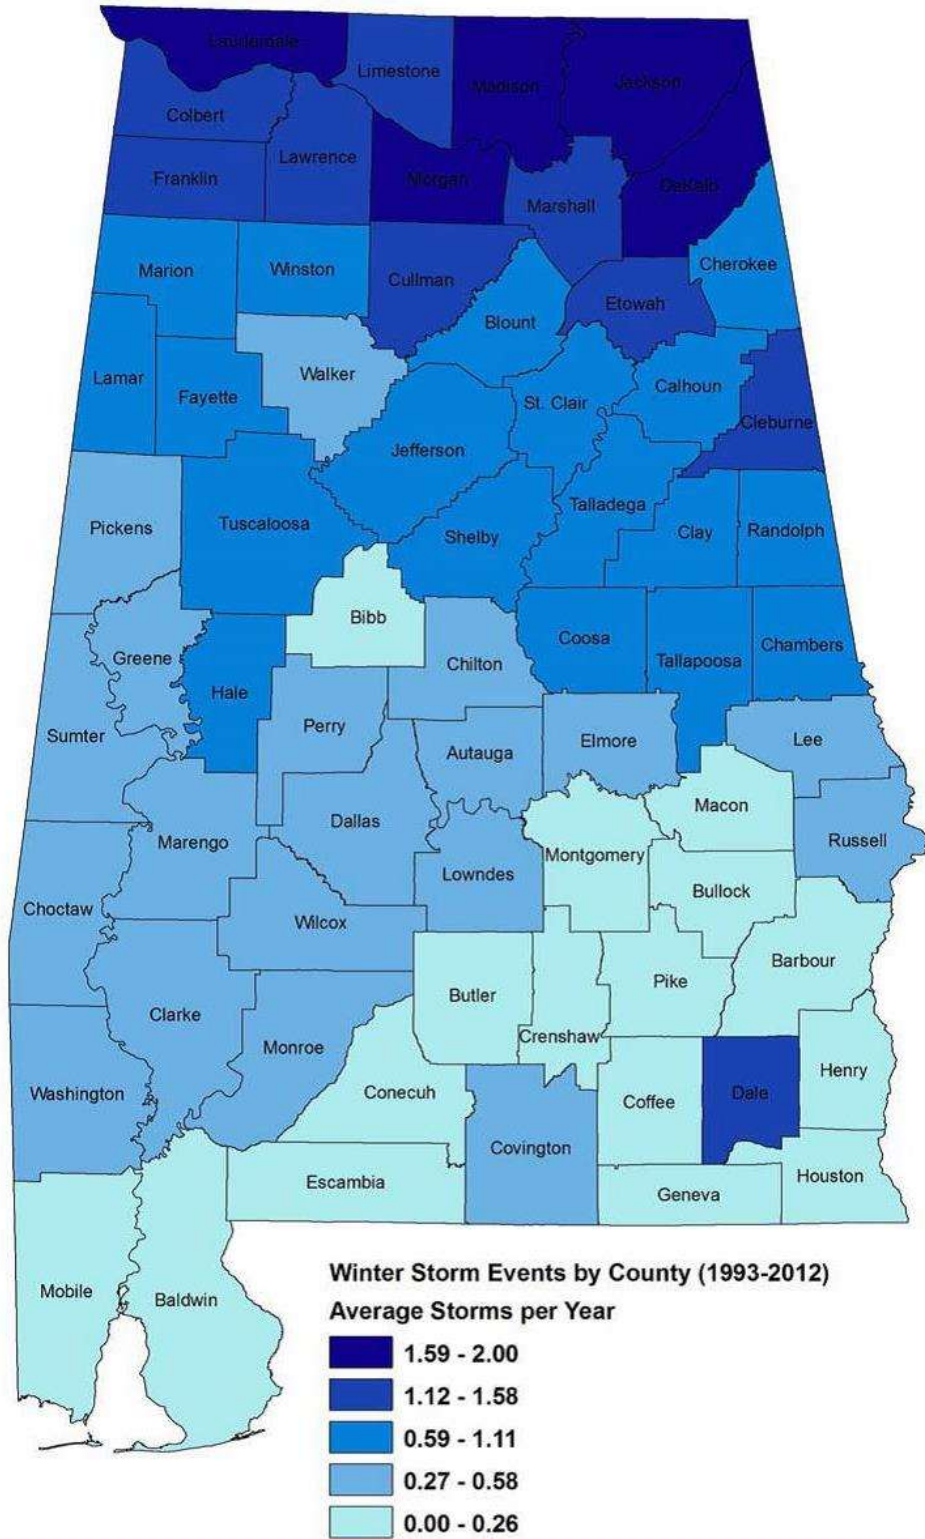 Lauderdale
Limestone
Madison
Jackson
Colbert
Lawrence
Franklin
Morgan
DeKalb
Marshall
Cherokee
Marion
Winston
Cullman
Etowah
Blount
Walker
Lamar
Fayette
St. Clair
Calhoun
Cleburne
Jefferson
Pickens
Tuscaloosa
Talladega
Shelby
Clay
Randolph
Bibb
Greene
Chilton
Coosa
Tallapoosa
Chambers
Hale
Sumter
Perry
Autauga
Elmore
Lee
Macon
Dallas
Marengo
Montgomery
Russell
Lowndes
Bullock
Choctaw
Wilcox
Barbour
Pike
Butler
Clarke
Crenshaw
Monroe
Henry
Washington
Conecuh
Coffee
Dale
Covington
Escambia
Geneva
Houston
Mobile
Baldwin
Winter Storm Events by County (1993-2012)
Average Storms per Year
1.59 - 2.00
1.12 - 1.58
0.59 - 1.11
0.27 - 0.58
0.00 - 0.26